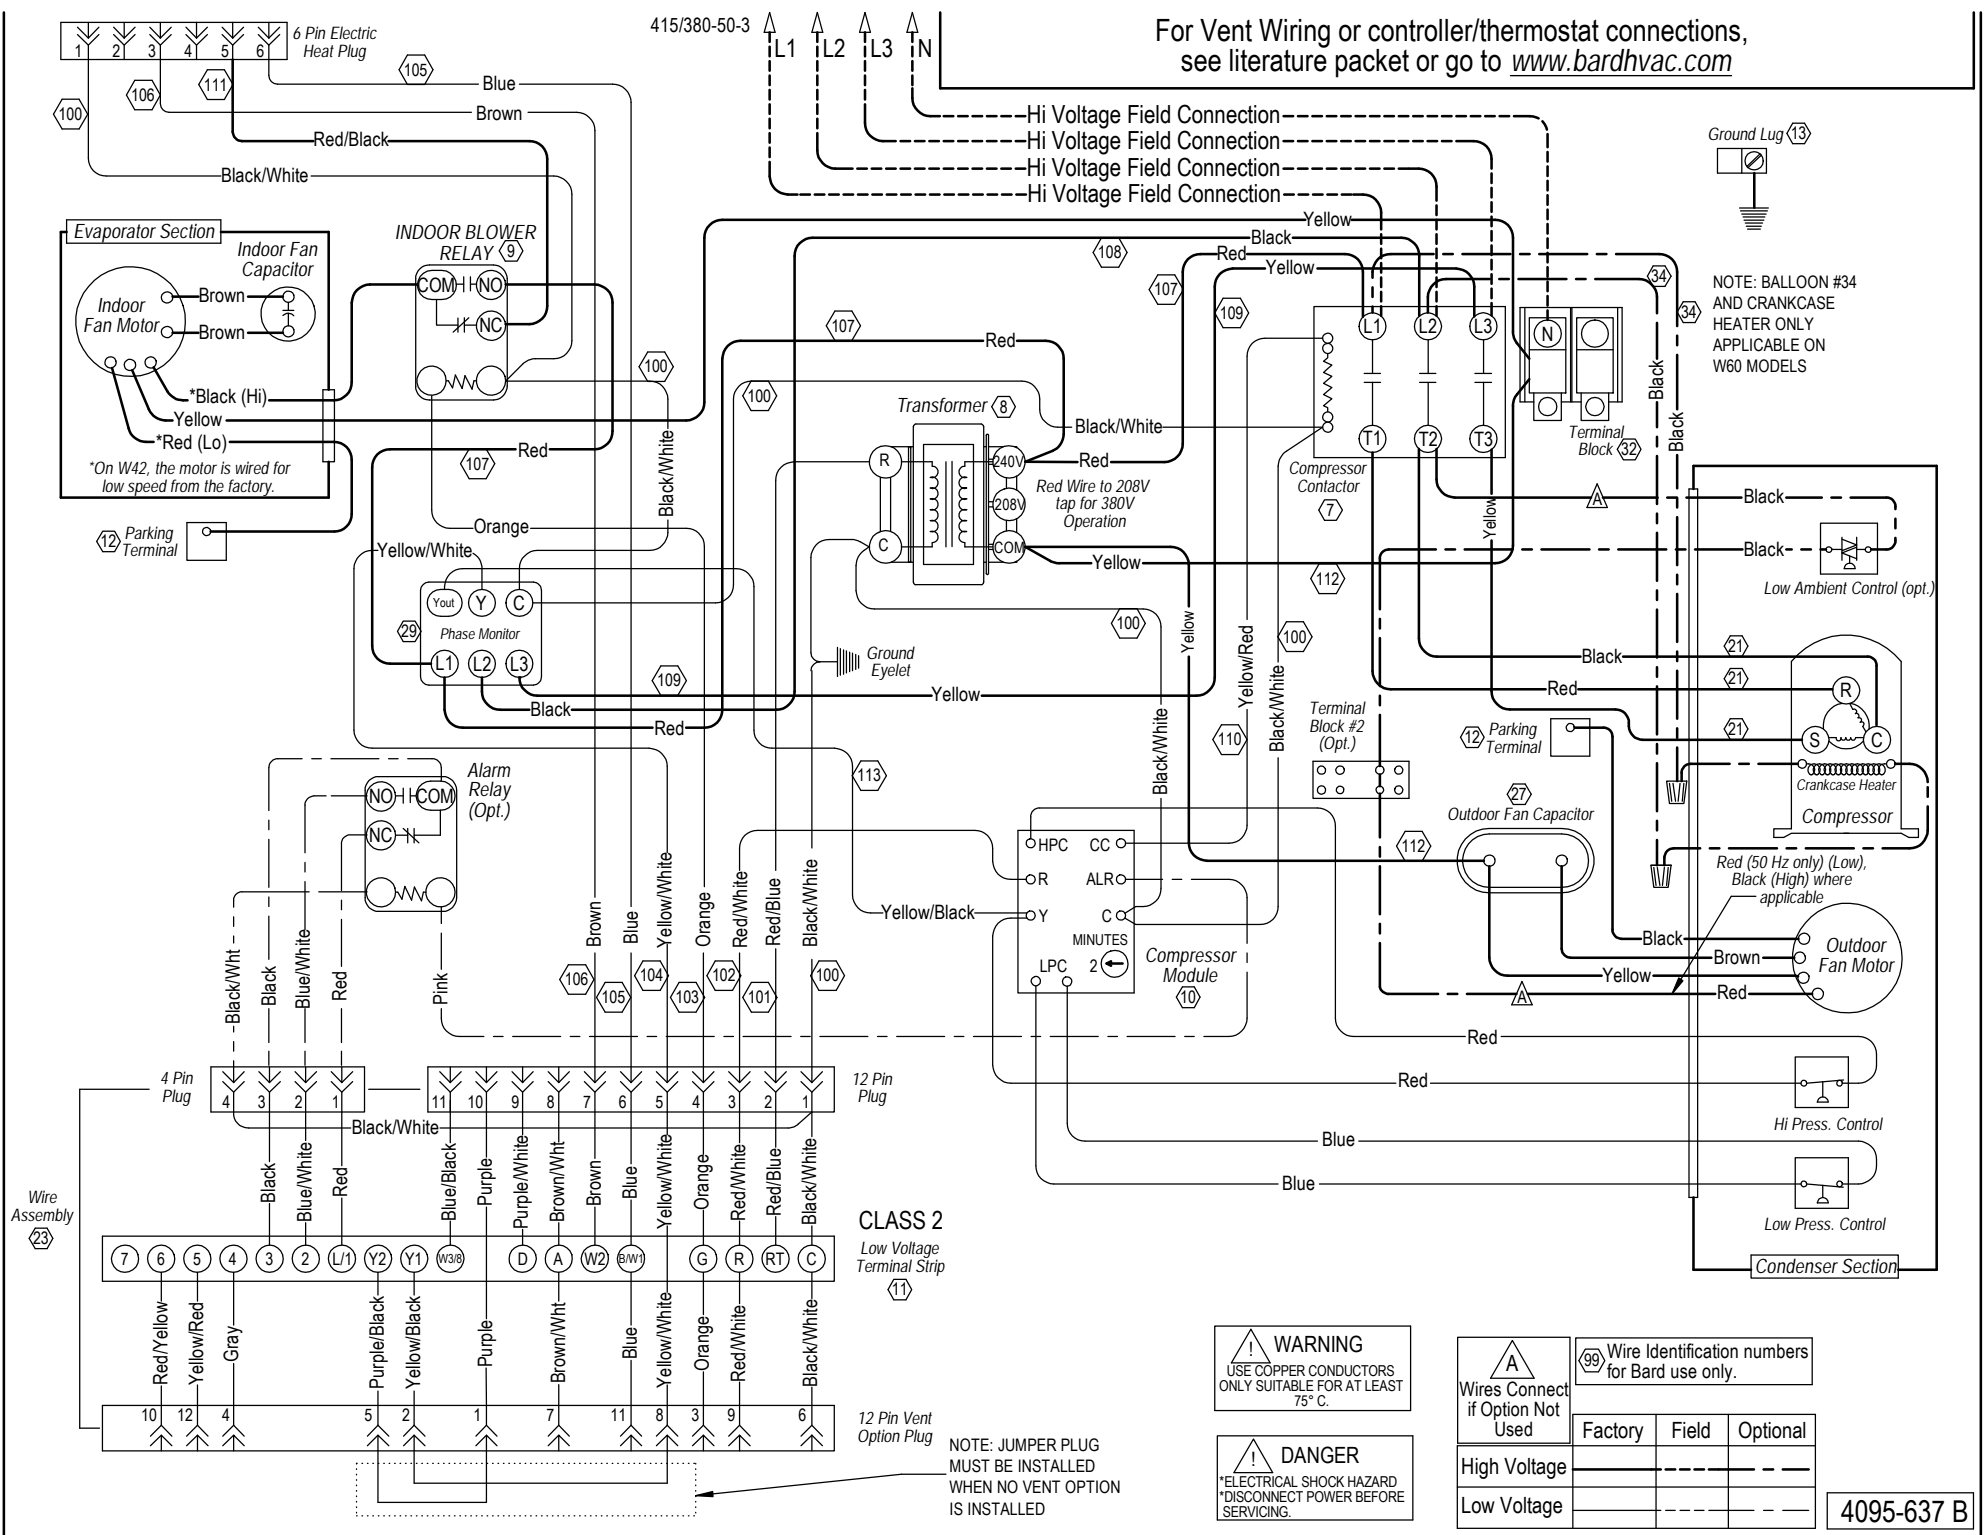 415/380-50-3
L1
L2
L3
N
For Vent Wiring or controller/thermostat connections,
see literature packet or go to www.bardhvac.com
1 2 3 4 5 6
6 Pin Electric
Heat Plug
100
106
111
105
Blue
Brown
Red/Black
Black/White
Hi Voltage Field Connection
Hi Voltage Field Connection
Hi Voltage Field Connection
Hi Voltage Field Connection
Ground Lug 13
Evaporator Section
Indoor Fan
Capacitor
Indoor
Fan Motor
Brown
Brown
*Black (Hi)
Yellow
*Red (Lo)
*On W42, the motor is wired for
low speed from the factory.
12 Parking
Terminal
INDOOR BLOWER
RELAY 9
COM NO
NC
107
Red
Orange
100
Black/White
Yellow/White
Yellow
Black
108
Red
Yellow
107
109
107
Red
100
Black/White
Transformer 8
R
C
240V
208V
COM
Red
Red Wire to 208V
tap for 380V
Operation
Yellow
L1 L2 L3
T1 T2 T3
Compressor
Contactor
7
N
Terminal
Block 32
34
34
Black
Black
NOTE: BALLOON #34
AND CRANKCASE
HEATER ONLY
APPLICABLE ON
W60 MODELS
A
Black
Black
Low Ambient Control (opt.)
Yellow
112
100
100
Yellow
Yellow/Red
Black/White
Black/White
110
Yout Y C
Phase Monitor
29
L1 L2 L3
109
Yellow
Black
Red
Ground
Eyelet
21
21
21
Black
Red
R
S
C
Crankcase Heater
Compressor
Terminal
Block #2
(Opt.)
12 Parking
Terminal
27
Outdoor Fan Capacitor
112
Red (50 Hz only) (Low),
Black (High) where
applicable
Black
Brown
Yellow
Red
A
Outdoor
Fan Motor
Alarm
Relay
(Opt.)
NO COM
NC
113
Yellow/Black
HPC CC
R ALR
Y C
MINUTES
2
LPC
Compressor
Module
10
Black/Wht
Black
Blue/White
Red
Pink
Brown
Blue
Yellow/White
Orange
Red/White
Red/Blue
Black/White
106
105
104
103
102
101
100
Red
Red
Hi Press. Control
Blue
Blue
Low Press. Control
Condenser Section
4 Pin
Plug
4 3 2 1
11 10 9 8 7 6 5 4 3 2 1
12 Pin
Plug
Black/White
Black
Blue/White
Red
Blue/Black
Purple
Purple/White
Brown/Wht
Brown
Blue
Yellow/White
Orange
Red/White
Red/Blue
Black/White
Wire
Assembly
23
7 6 5 4 3 2 L/1 Y2 Y1 W3/8 D A W2 B/W1 G R RT C
CLASS 2
Low Voltage
Terminal Strip
11
Red/Yellow
Yellow/Red
Gray
Purple/Black
Yellow/Black
Purple
Brown/Wht
Blue
Yellow/White
Orange
Red/White
Black/White
10 12 4 5 2 1 7 11 8 3 9 6
12 Pin Vent
Option Plug
NOTE: JUMPER PLUG
MUST BE INSTALLED
WHEN NO VENT OPTION
IS INSTALLED
! WARNING
USE COPPER CONDUCTORS
ONLY SUITABLE FOR AT LEAST
75° C.
! DANGER
*ELECTRICAL SHOCK HAZARD
*DISCONNECT POWER BEFORE
SERVICING.
A
Wires Connect
if Option Not
Used
99 Wire Identification numbers
for Bard use only.
Factory Field Optional
High Voltage
Low Voltage
4095-637 B